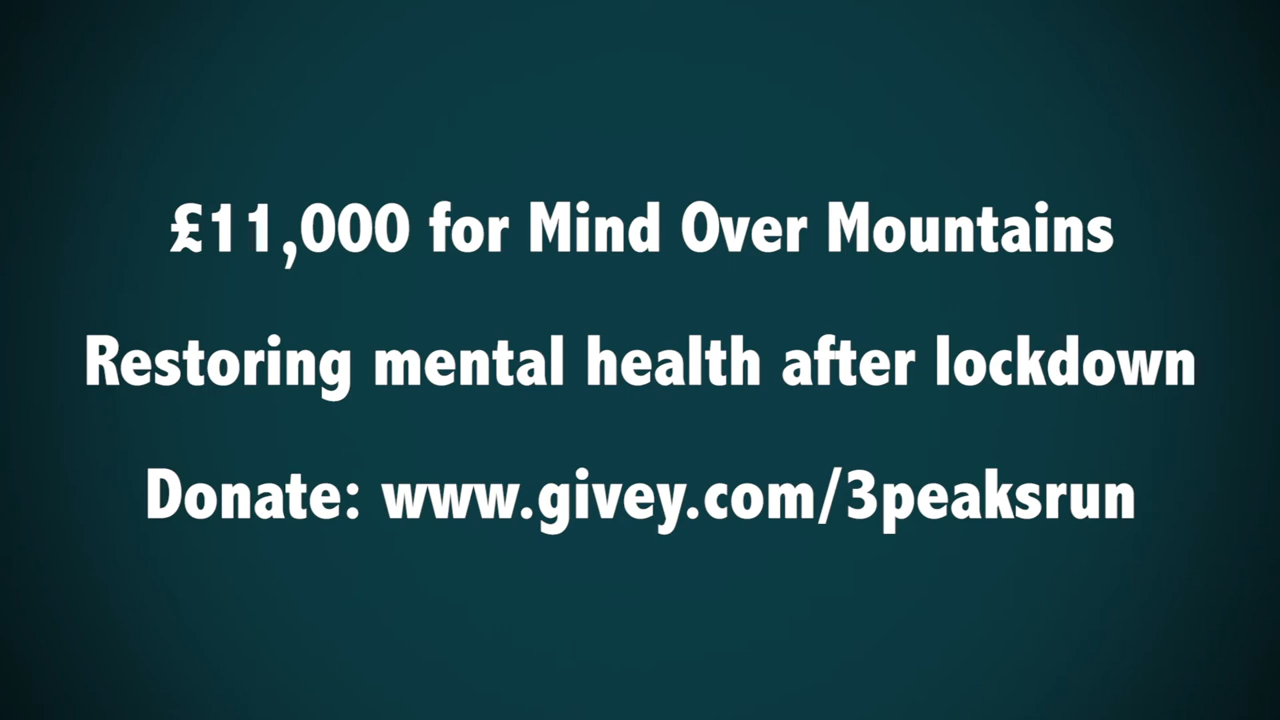 £11,000 for Mind Over Mountains
Restoring mental health after lockdown
Donate: www.givey.com/3peaksrun